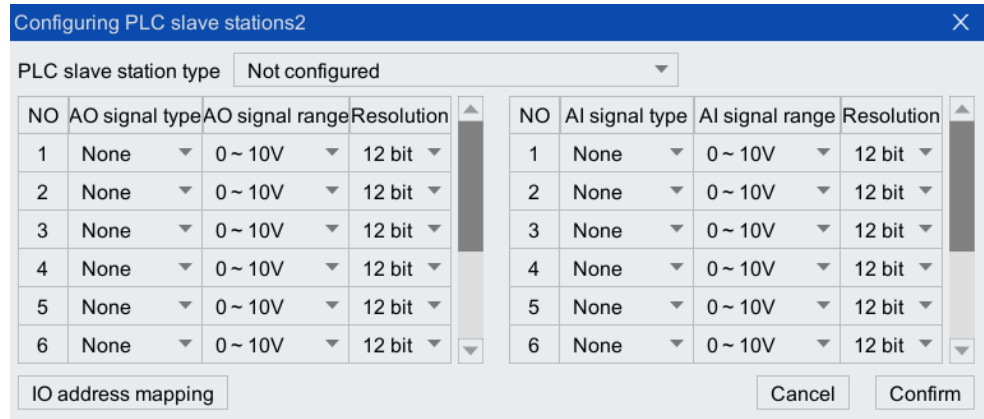 Configuring PLC slave stations2
PLC slave station type Not configured
NO AO signal type AO signal range Resolution NO AI signal type AI signal range Resolution
1 None 0 ~ 10V 12 bit 1 None 0 ~ 10V 12 bit
2 None 0 ~ 10V 12 bit 2 None 0 ~ 10V 12 bit
3 None 0 ~ 10V 12 bit 3 None 0 ~ 10V 12 bit
4 None 0 ~ 10V 12 bit 4 None 0 ~ 10V 12 bit
5 None 0 ~ 10V 12 bit 5 None 0 ~ 10V 12 bit
6 None 0 ~ 10V 12 bit 6 None 0 ~ 10V 12 bit
IO address mapping Cancel Confirm